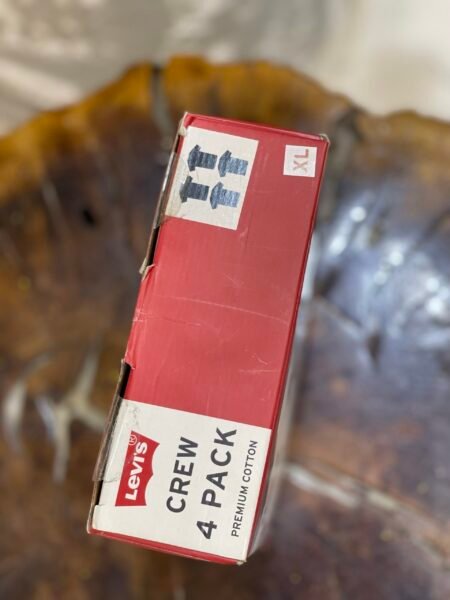 Levi's®
CREW
4 PACK
PREMIUM COTTON
XL